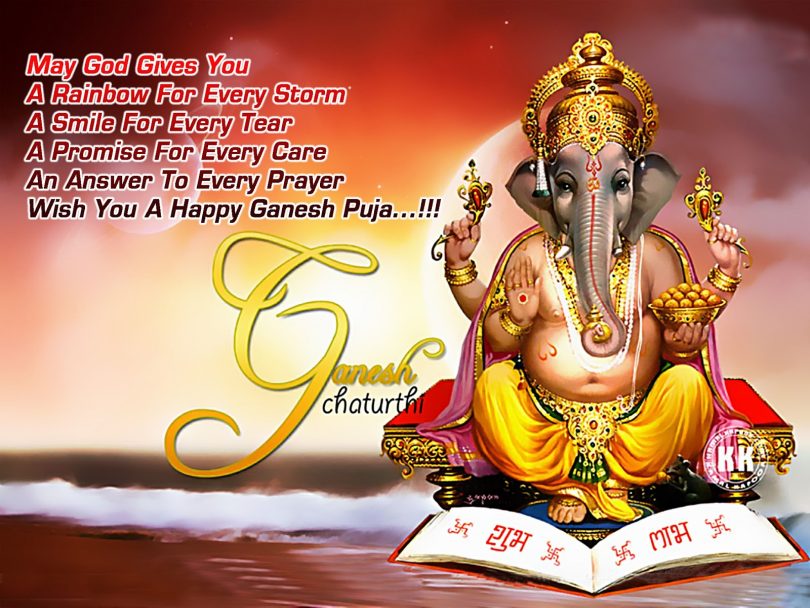 May God Gives You
A Rainbow For Every Storm
A Smile For Every Tear
A Promise For Every Care
An Answer To Every Prayer
Wish You A Happy Ganesh Puja...!!!
Ganesh
chaturthi
KK
शुभ
लाभ